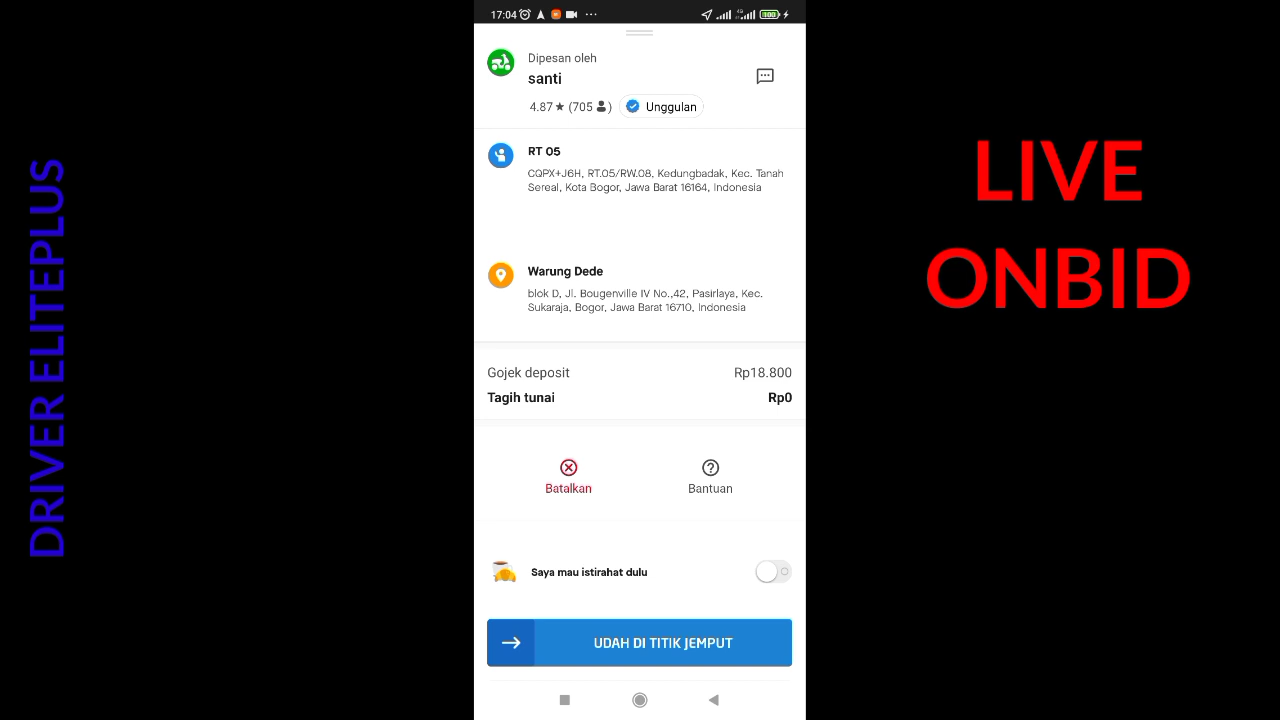 DRIVER ELITEPLUS
17:04
4G
100
Dipesan oleh
santi
4.87★ (705)
Unggulan
RT 05
CQPX+J6H, RT.05/RW.08, Kedungbadak, Kec. Tanah
Sereal, Kota Bogor, Jawa Barat 16164, Indonesia
Warung Dede
blok D, Jl. Bougenville IV No.,42, Pasirlaya, Kec.
Sukaraja, Bogor, Jawa Barat 16710, Indonesia
Gojek deposit Rp18.800
Tagih tunai Rp0
Batalkan
Bantuan
Saya mau istirahat dulu
UDAH DI TITIK JEMPUT
LIVE
ONBID